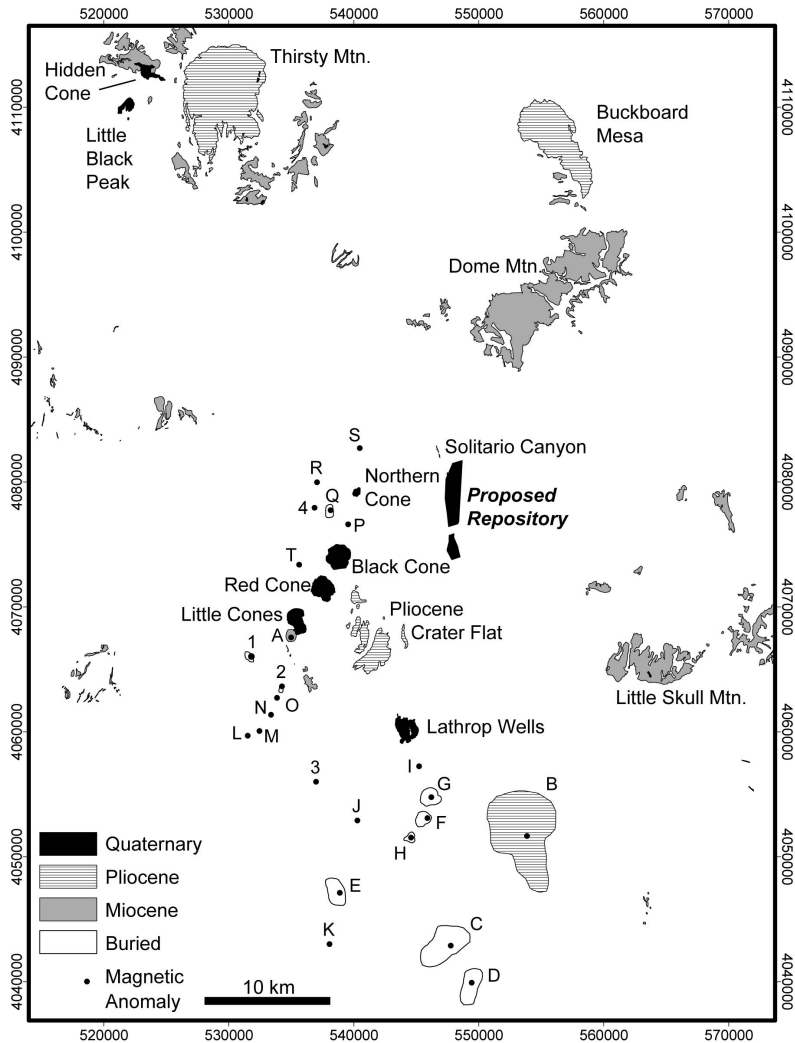 520000 530000 540000 550000 560000 570000
Hidden
Cone
Thirsty Mtn.
Little
Black
Peak
Buckboard
Mesa
Dome Mtn.
4110000
4100000
4090000
4080000
4070000
4060000
4050000
4040000
4110000
4100000
4090000
4080000
4070000
4060000
4050000
4040000
S
Solitario Canyon
R
Q
Northern
Cone
4
P
Proposed
Repository
T
Black Cone
Red Cone
Little Cones
A
Pliocene
Crater Flat
1
2
Little Skull Mtn.
N
O
L
M
Lathrop Wells
3
I
G
B
J
F
H
E
K
C
D
Quaternary
Pliocene
Miocene
Buried
Magnetic
Anomaly
10 km
520000 530000 540000 550000 560000 570000